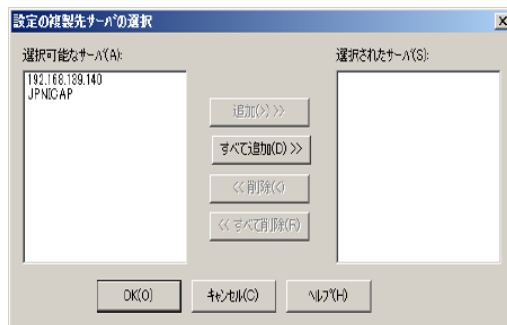 設定の複製先サーバの選択
選択可能なサーバ(A):
選択されたサーバ(S):
192.168.139.140
JPNICAP
追加(>) >>
すべて追加(D) >>
<< 削除(<)
<< すべて削除(R)
OK(O)
キャンセル(C)
ヘルプ(H)